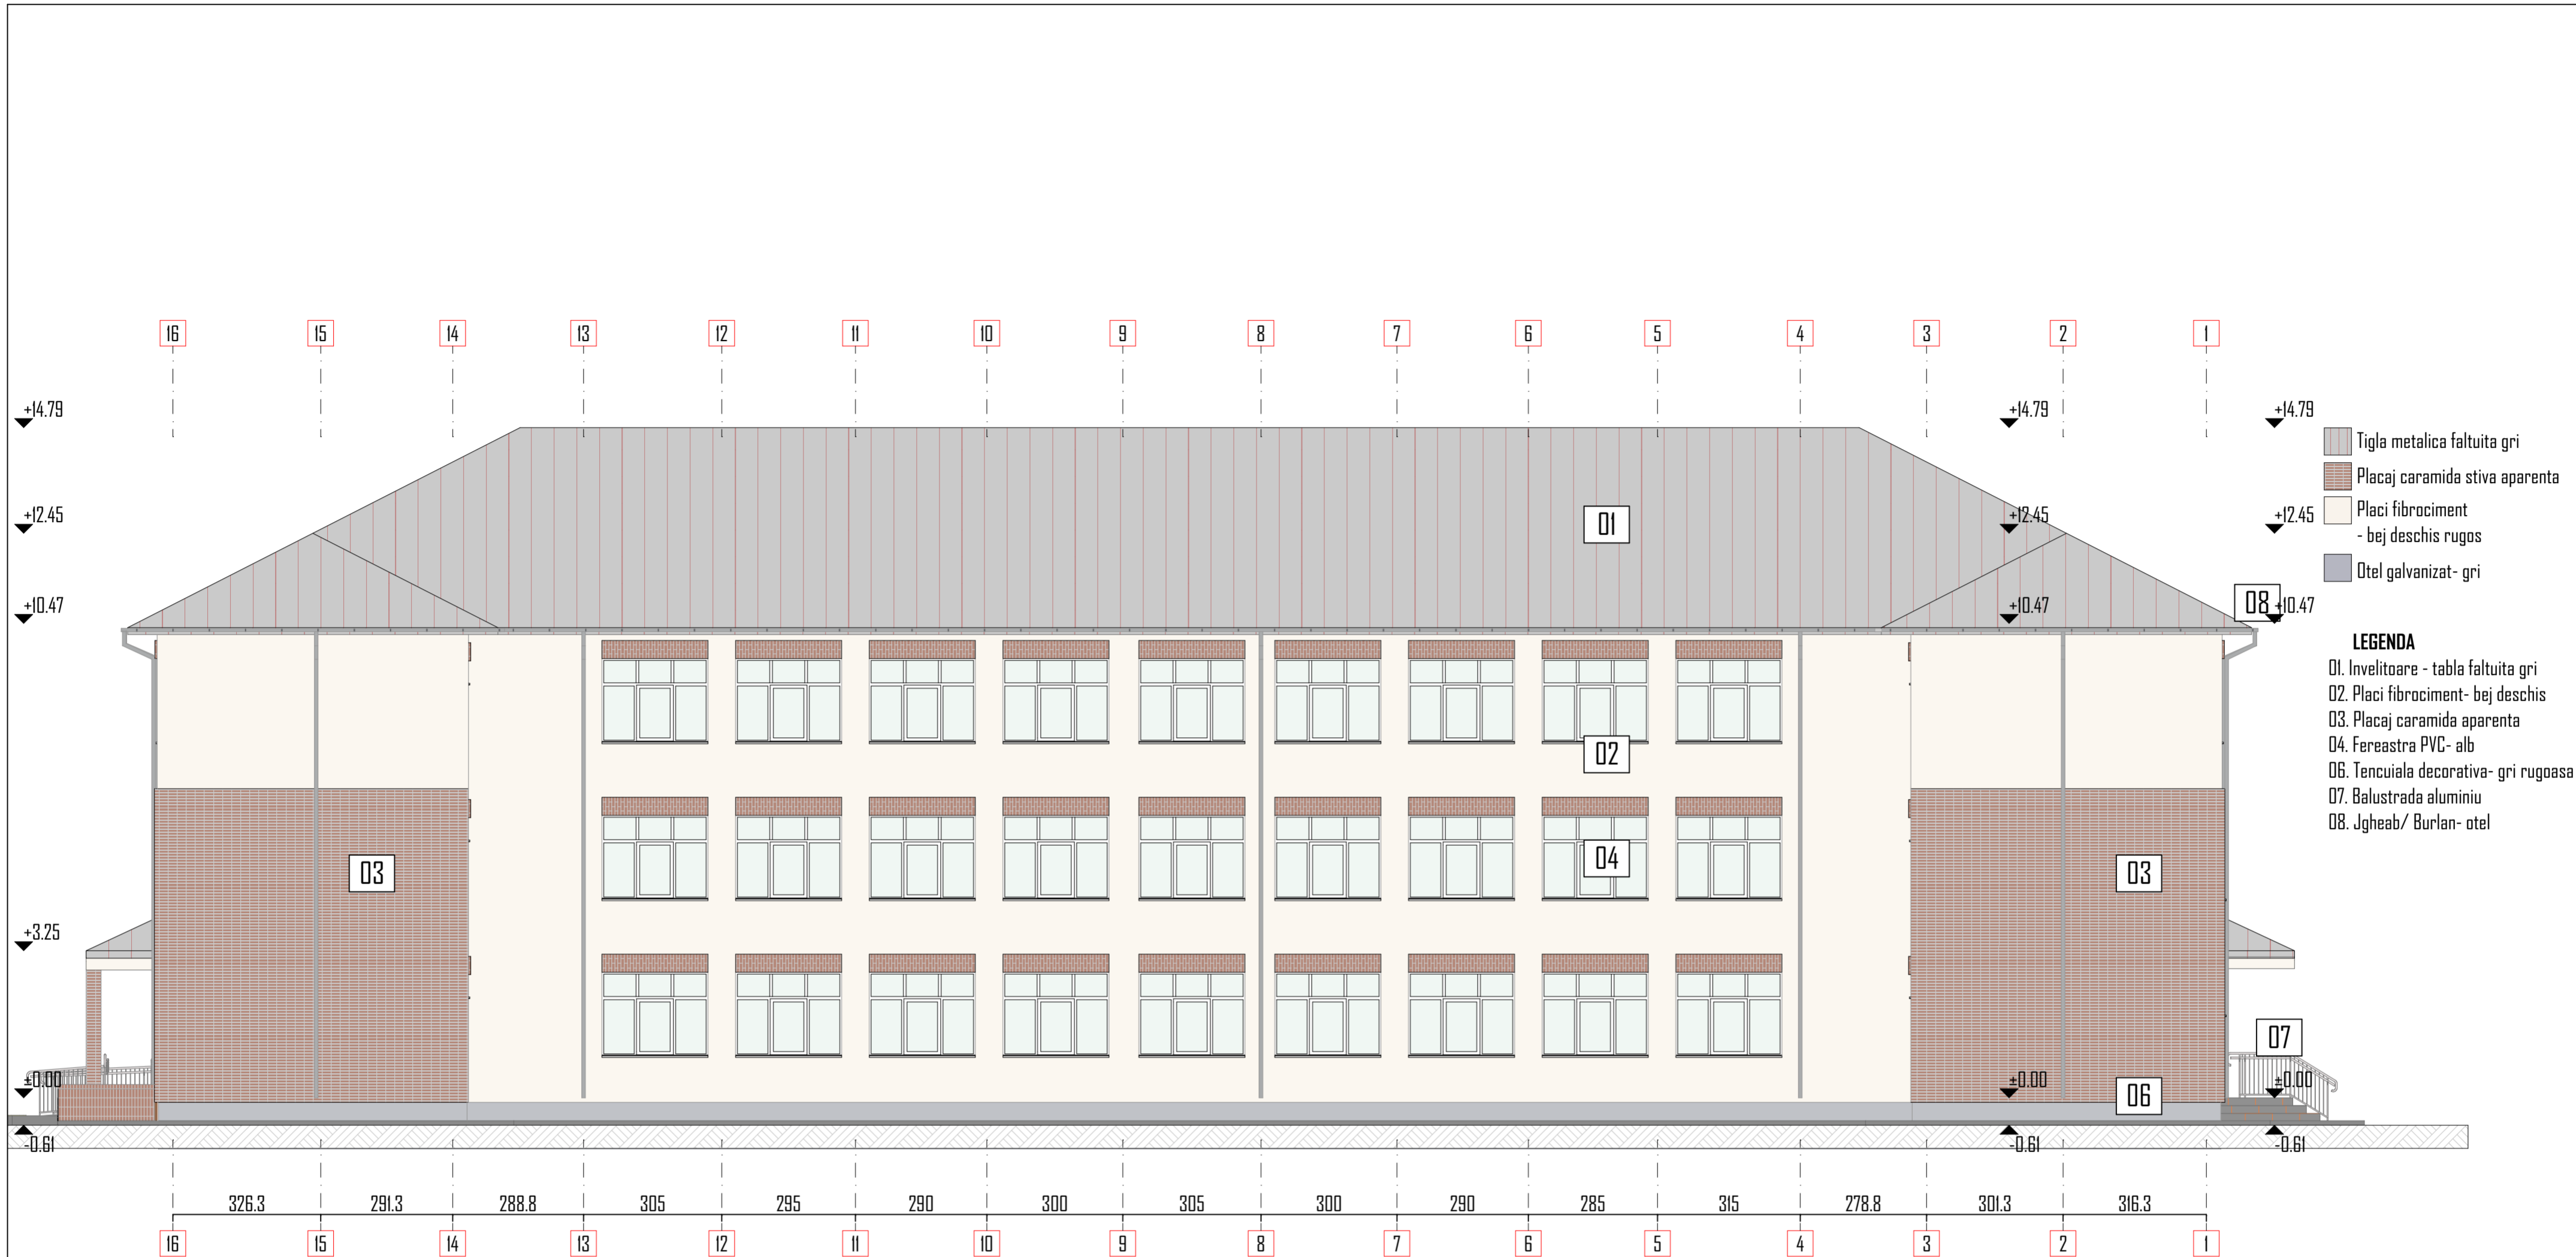 16 15 14 13 12 11 10 9 8 7 6 5 4 3 2 1
+14.79 +14.79 +14.79
Tigla metalica faltuita gri
Placaj caramida stiva aparenta
Placi fibrociment
- bej deschis rugos
+12.45 01 +12.45 +12.45
Otel galvanizat- gri
+10.47 +10.47 08 +10.47
LEGENDA
01. Invelitoare - tabla faltuita gri
02. Placi fibrociment- bej deschis
03. Placaj caramida aparenta
04. Fereastra PVC- alb
06. Tencuiala decorativa- gri rugoasa
07. Balustrada aluminiu
08. Jgheab/ Burlan- otel
02
04
03 03
+3.25
07
±0.00 ±0.00 ±0.00
06
-0.61 -0.61 -0.61
326.3 291.3 288.8 305 295 290 300 305 300 290 285 315 278.8 301.3 316.3
16 15 14 13 12 11 10 9 8 7 6 5 4 3 2 1